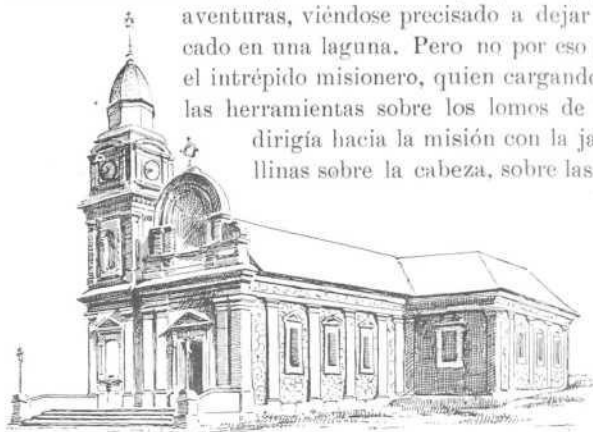 aventuras, viéndose precisado a dejar
cado en una laguna. Pero no por eso
el intrépido misionero, quien cargando
las herramientas sobre los lomos de
dirigía hacia la misión con la ja
llinas sobre la cabeza, sobre las